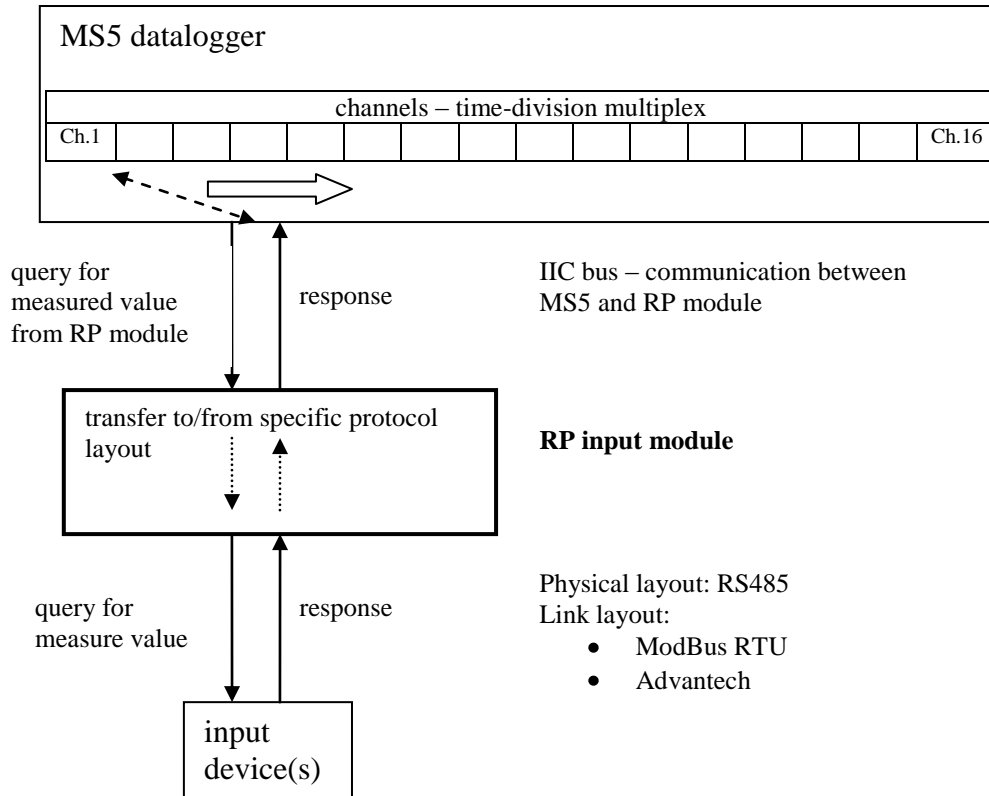 MS5 datalogger
channels – time-division multiplex
Ch.1
Ch.16
query for
measured value
from RP module
response
IIC bus – communication between
MS5 and RP module
transfer to/from specific protocol
layout
RP input module
query for
measure value
response
Physical layout: RS485
Link layout:
• ModBus RTU
• Advantech
input
device(s)